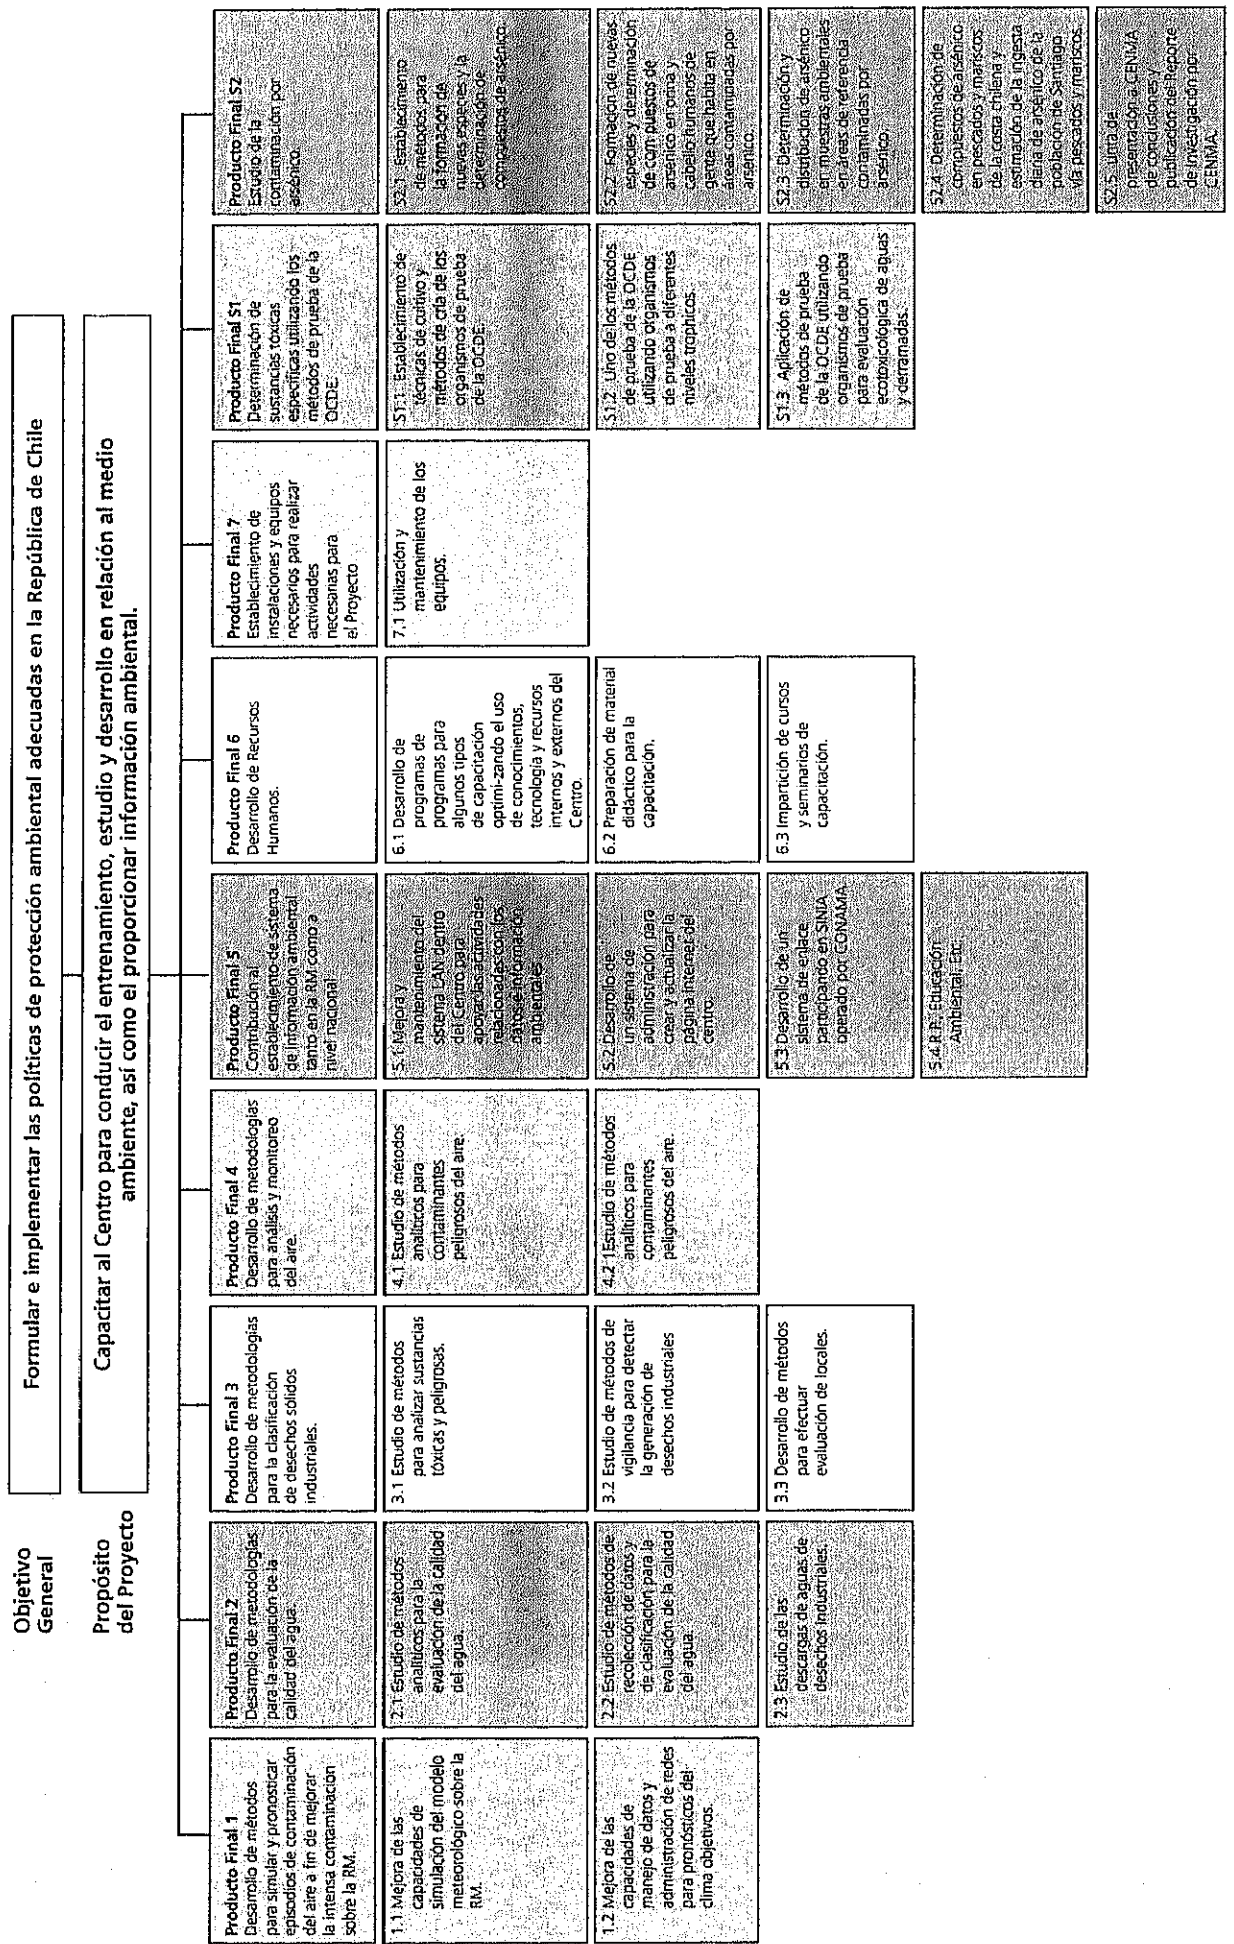 Objetivo
General
Formular e implementar las políticas de protección ambiental adecuadas en la República de Chile
Propósito
del Proyecto
Capacitar al Centro para conducir el entrenamiento, estudio y desarrollo en relación al medio
ambiente, así como el proporcionar información ambiental.
Producto Final 1
Desarrollo de métodos
para simular y pronosticar
episodios de contaminación
del aire a fin de mejorar
la intensa contaminación
sobre la RM.
1.1 Mejora de las
capacidades de
simulación del modelo
meteorológico sobre la
RM.
1.2 Mejora de las
capacidades de
manejo de datos y
administración de redes
para pronósticos del
clima objetivos.
Producto Final 2
Desarrollo de metodologías
para la evaluación de la
calidad del agua.
2.1 Estudio de métodos
analíticos para la
evaluación de la calidad
del agua.
2.2 Estudio de métodos de
recolección de datos y
de clasificación para la
evaluación de la calidad
del agua.
2.3 Estudio de las
descargas de aguas de
desechos industriales.
Producto Final 3
Desarrollo de metodologías
para la clasificación
de desechos sólidos
industriales.
3.1 Estudio de métodos
para analizar sustancias
tóxicas y peligrosas.
3.2 Estudio de métodos de
vigilancia para detectar
la generación de
desechos industriales
3.3 Desarrollo de métodos
para efectuar
evaluación de locales.
Producto Final 4
Desarrollo de metodologías
para análisis y monitoreo
del aire.
4.1 Estudio de métodos
analíticos para
contaminantes
peligrosos del aire.
4.2 1Estudio de métodos
analíticos para
contaminantes
peligrosos del aire.
Producto Final 5
Contribución al
establecimiento de sistema
de información ambiental
tanto en la RM como a
nivel nacional
5.1 Mejora y
mantenimiento del
sistema LAN dentro
del Centro para
apoyar las actividades
relacionadas con los
datos e información
ambientales
5.2 Desarrollo de
un sistema de
administración para
crear y actualizar la
página internet del
centro.
5.3 Desarrollo de un
sistema de enlace
participando en SINIA
operado por CONAMA.
5.4 R.P., Educación
Ambiental, Etc.
Producto Final 6
Desarrollo de Recursos
Humanos.
6.1 Desarrollo de
programas de
programas para
algunos tipos
de capacitación
optimi-zando el uso
de conocimientos,
tecnología y recursos
internos y externos del
Centro.
6.2 Preparación de material
didáctico para la
capacitación.
6.3 Impartición de cursos
y seminarios de
capacitación.
Producto Final 7
Establecimiento de
instalaciones y equipos
necesarios para realizar
actividades
necesarias para
el Proyecto
7,1 Utilización y
mantenimiento de los
equipos.
Producto Final S1
Determinación de
sustancias tóxicas
específicas utilizando los
métodos de prueba de la
OCDE
S1.1 Establecimiento de
técnicas de cultivo y
métodos de cría de los
organismos de prueba
de la OCDE.
S1.2 Uno de los métodos
de prueba de la OCDE
utilizando organismos
de prueba a diferentes
niveles trophicos.
S1.3 Aplicación de
métodos de prueba
de la OCDE utilizando
organismos de prueba
para evaluación
ecotoxicológica de aguas
y derramadas.
Producto Final S2
Estudio de la
contaminación por
arsénico.
S2.1 Establecimiento
de métodos para
la formación de
nuevas especies y la
determinación de
compuestos de arsénico.
S2.2 Formación de nuevas
especies y determinación
de compuestos de
arsénico en orina y
cabello humanos de
gente que habita en
áreas contamiadas por
arsénico.
S2.3 Determinación y
distribución de arsénico
en muestras ambientales
en áreas de referencia
contaminadas por
arsénico.
S2.4 Determinación de
compuestos de arsénico
en pescados y mariscos
de la costa chilena y
estimación de la ingesta
diaria de arsénico de la
población de Santiago
vía pescados y mariscos.
S2.5 de
presentación a CENMA
de conclusiones y
publicación del Reporte
de investigación por
CENMA.